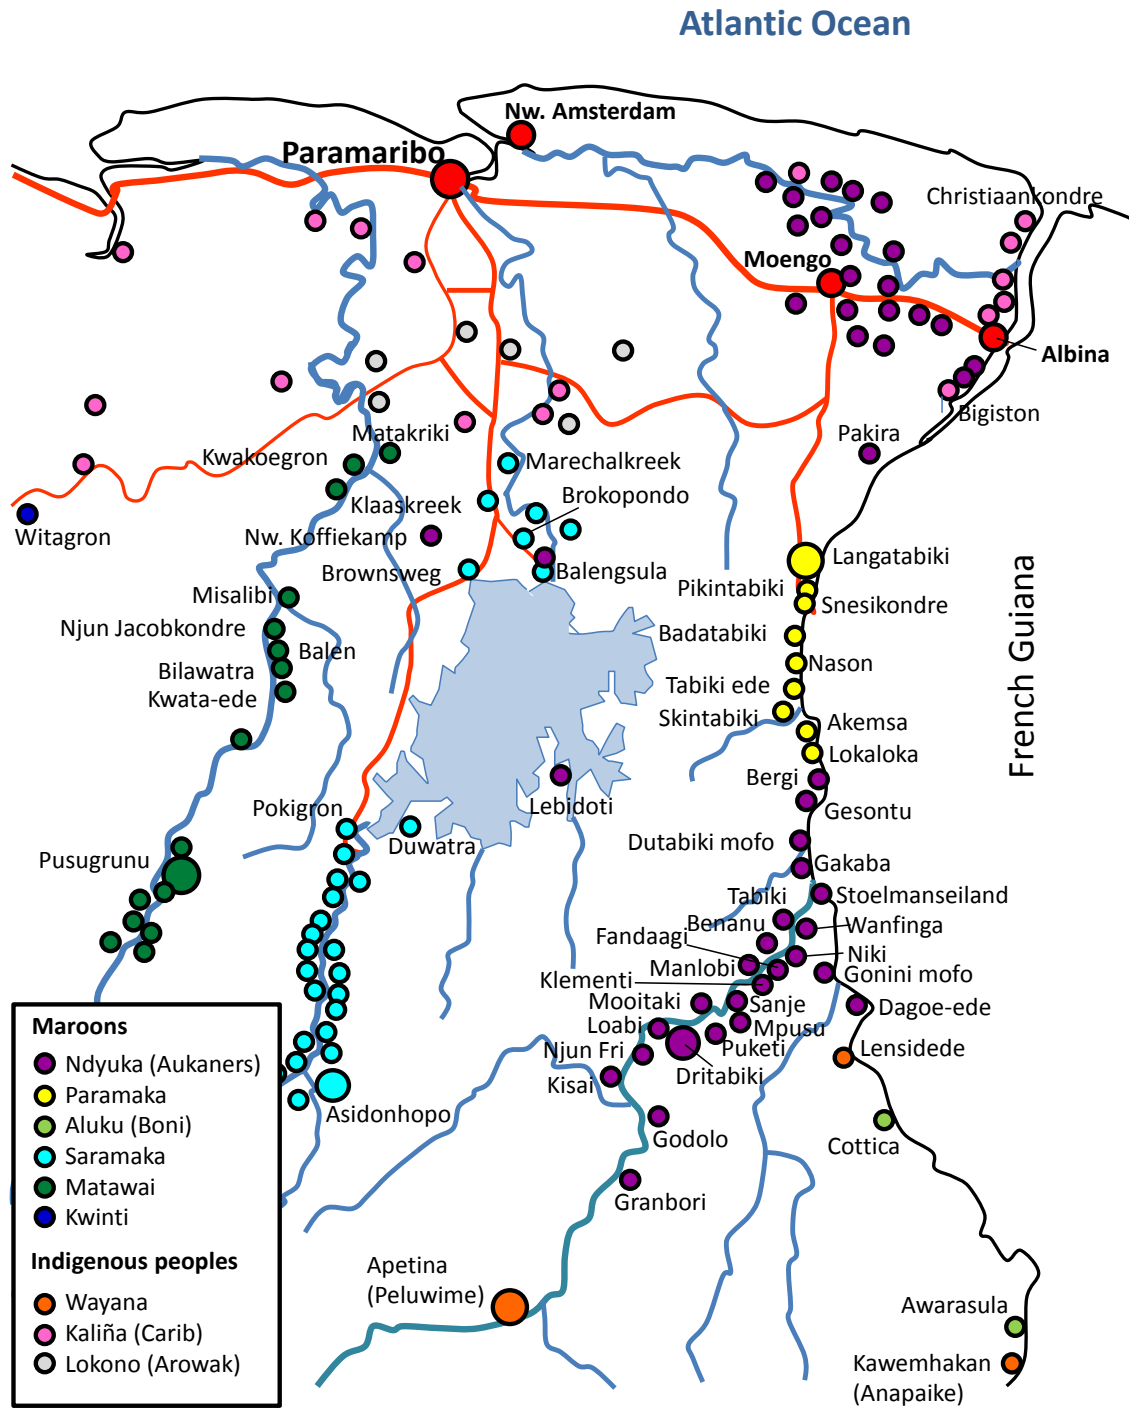 Atlantic Ocean
Nw. Amsterdam
Paramaribo
Christiaankondre
Moengo
Albina
Bigiston
Matakriki
Pakira
Kwakoegron
Marechalkreek
Brokopondo
Klaaskreek
Witagron
Nw. Koffiekamp
Langatabiki
Brownsweg
Balengsula
Pikintabiki
Misalibi
Snesikondre
Njun Jacobkondre
Badatabiki
Balen
Nason
Bilawatra
Tabiki ede
Kwata-ede
Skintabiki
Akemsa
French Guiana
Lokaloka
Bergi
Lebidoti
Gesontu
Pokigron
Duwatra
Dutabiki mofo
Pusugrunu
Gakaba
Tabiki
Stoelmanseiland
Benanu
Wanfinga
Fandaagi
Niki
Manlobi
Gonini mofo
Klementi
Mooitaki
Sanje
Dagoe-ede
Loabi
Mpusu
Puketi
Njun Fri
Lensidede
Dritabiki
Kisai
Asidonhopo
Godolo
Cottica
Granbori
Apetina
(Peluwime)
Awarasula
Kawemhakan
(Anapaike)
Maroons
Ndyuka (Aukaners)
Paramaka
Aluku (Boni)
Saramaka
Matawai
Kwinti
Indigenous peoples
Wayana
Kaliña (Carib)
Lokono (Arowak)